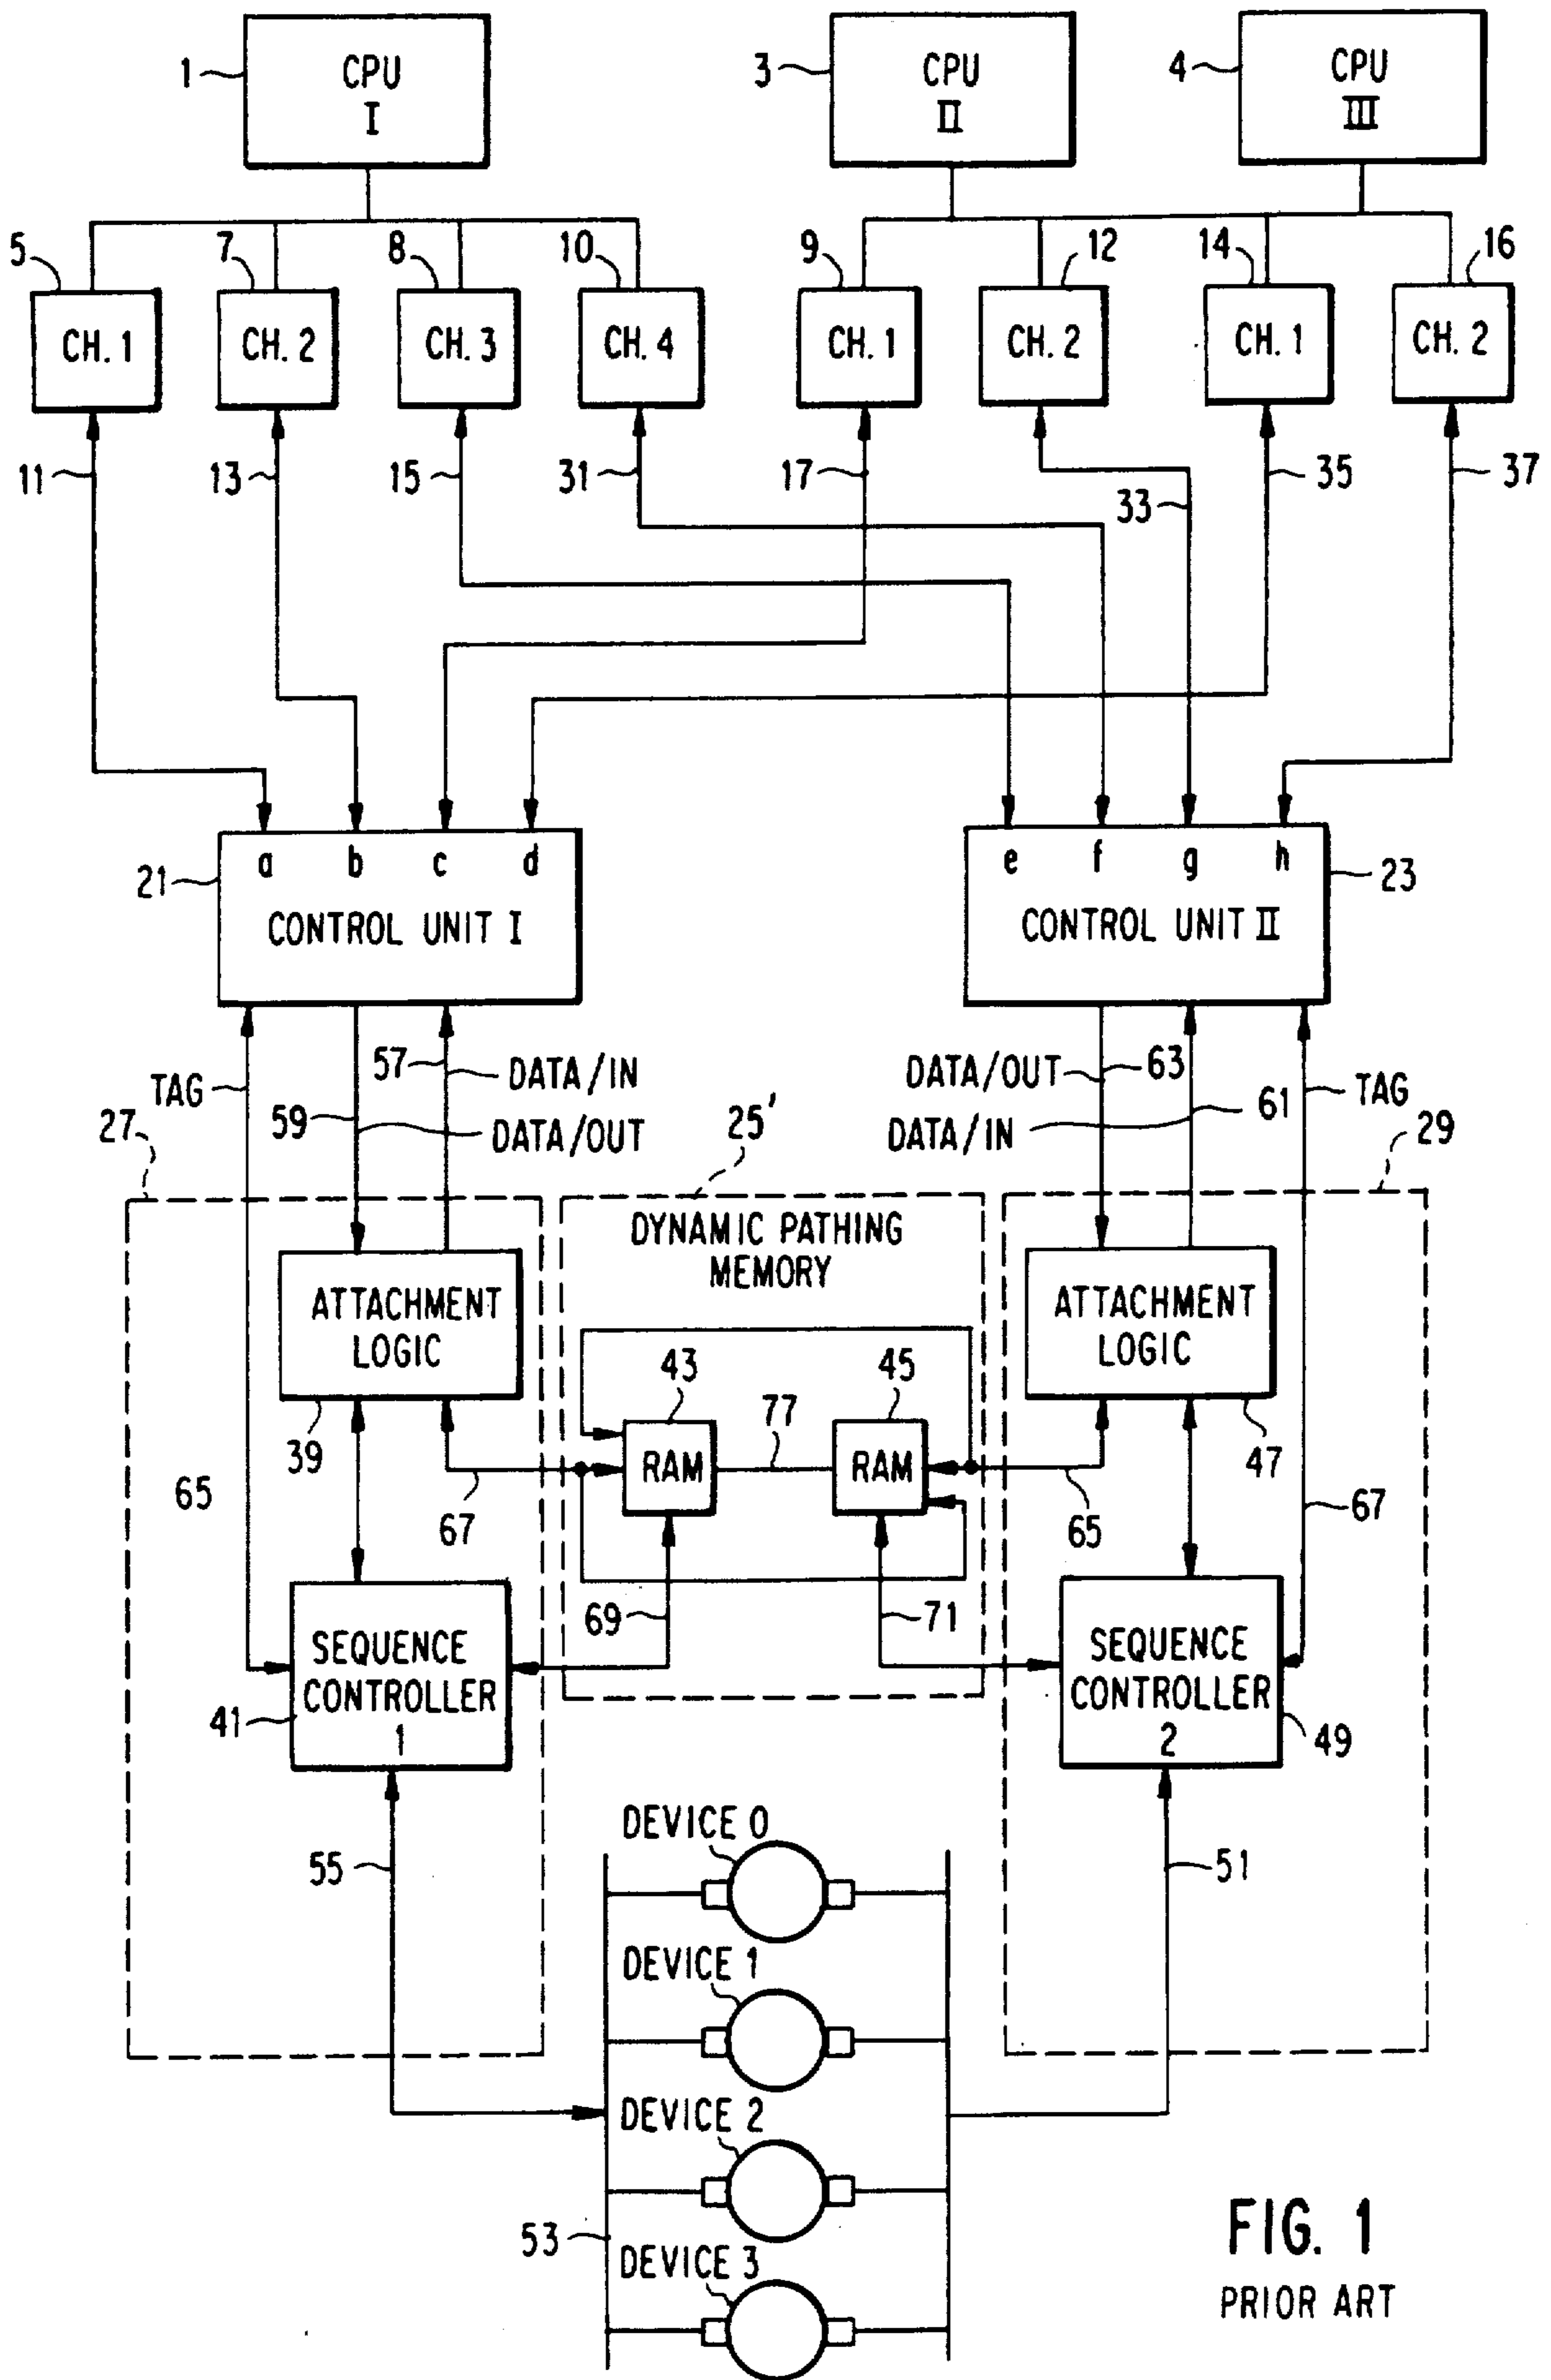 1 CPU I
3 CPU II
4 CPU III
5 7 8 10 9 12 14 16
CH. 1 CH. 2 CH. 3 CH. 4 CH. 1 CH. 2 CH. 1 CH. 2
11 13 15 31 17 33 35 37
a b c d
21
CONTROL UNIT I
e f g h
23
CONTROL UNIT II
TAG
57 DATA/IN
59 DATA/OUT
DATA/OUT 63
DATA/IN 61
TAG
27
25'
29
ATTACHMENT
LOGIC
39
DYNAMIC PATHING
MEMORY
ATTACHMENT
LOGIC
47
43
RAM
77
45
RAM
65
67
65
67
69
71
SEQUENCE
CONTROLLER
1
41
SEQUENCE
CONTROLLER
2
49
55
51
DEVICE 0
DEVICE 1
DEVICE 2
53
DEVICE 3
FIG. 1
PRIOR ART